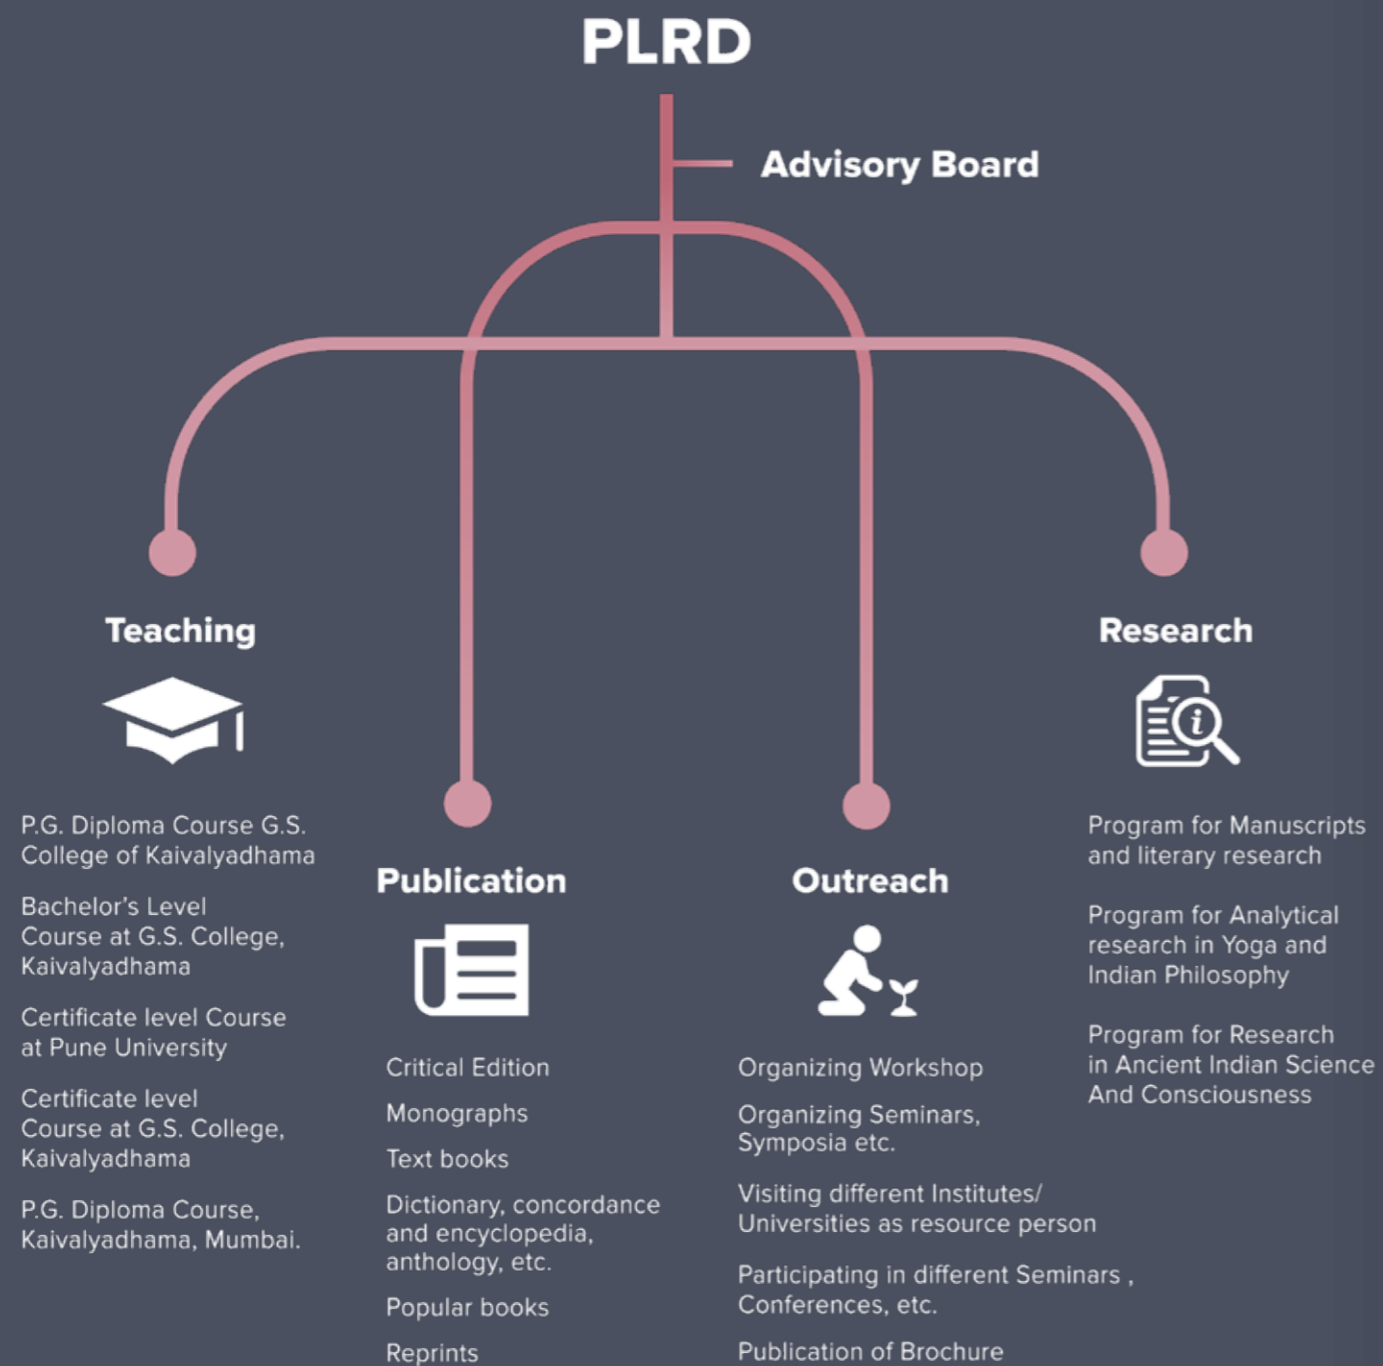 PLRD
Advisory Board
Teaching
P.G. Diploma Course G.S.
College of Kaivalyadhama
Bachelor’s Level
Course at G.S. College,
Kaivalyadhama
Certificate level Course
at Pune University
Certificate level
Course at G.S. College,
Kaivalyadhama
P.G. Diploma Course,
Kaivalyadhama, Mumbai.
Publication
Critical Edition
Monographs
Text books
Dictionary, concordance
and encyclopedia,
anthology, etc.
Popular books
Reprints
Outreach
Organizing Workshop
Organizing Seminars,
Symposia etc.
Visiting different Institutes/
Universities as resource person
Participating in different Seminars ,
Conferences, etc.
Publication of Brochure
Research
i
Program for Manuscripts
and literary research
Program for Analytical
research in Yoga and
Indian Philosophy
Program for Research
in Ancient Indian Science
And Consciousness